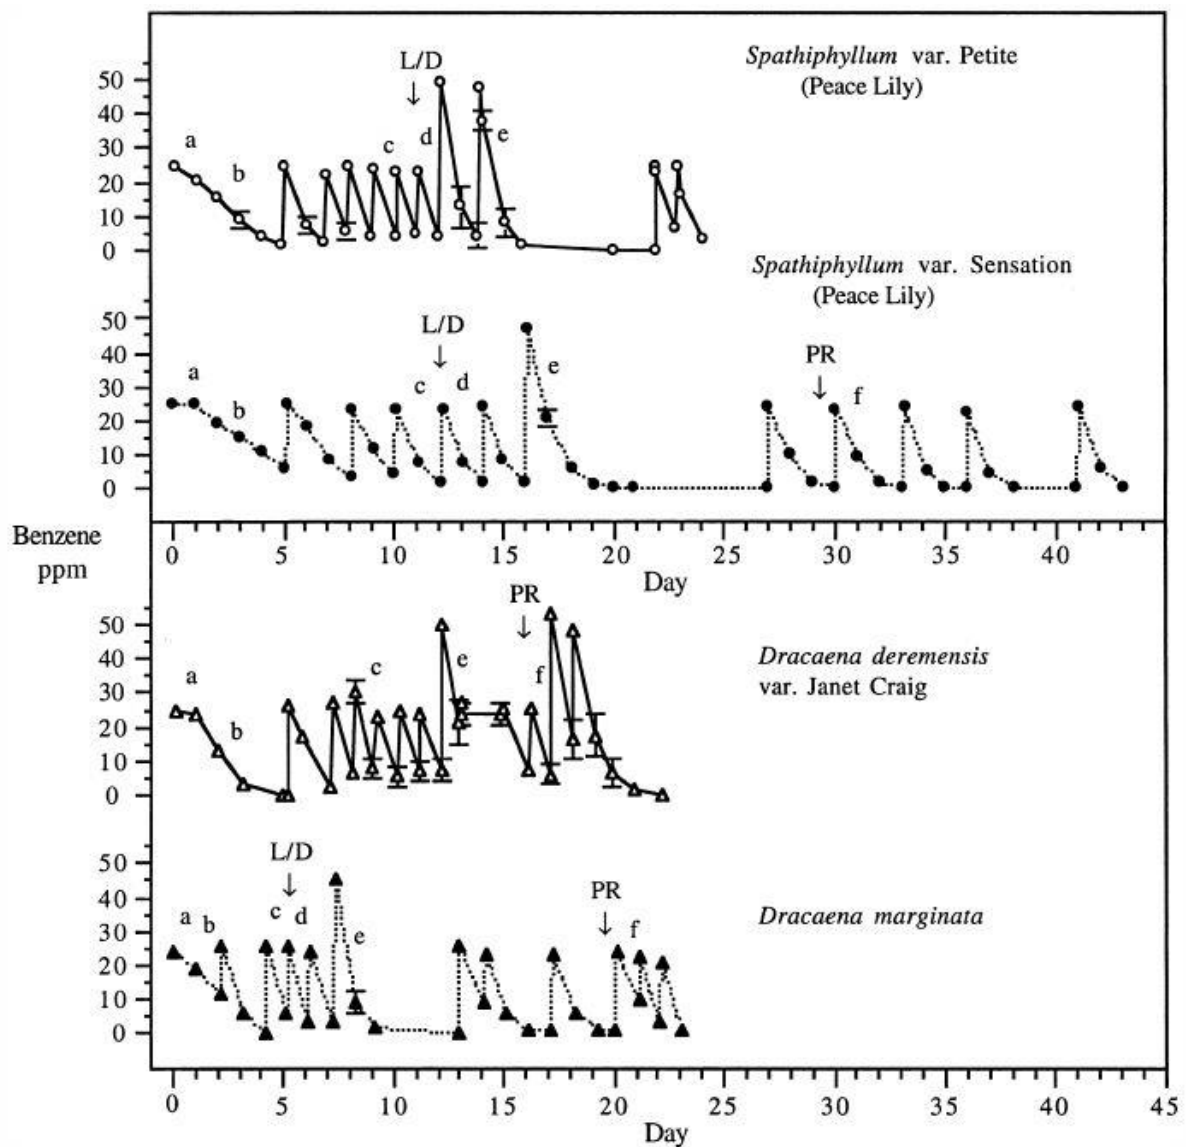 Spathiphyllum var. Petite
(Peace Lily)
L/D
a b c d e
50
40
30
20
10
0
Spathiphyllum var. Sensation
(Peace Lily)
L/D
PR
a b c d e f
50
40
30
20
10
0
Benzene
ppm
0 5 10 15 20 25 30 35 40
Day
PR
a b c e f
Dracaena deremensis
var. Janet Craig
50
40
30
20
10
0
L/D
PR
a b c d e f
Dracaena marginata
50
40
30
20
10
0
0 5 10 15 20 25 30 35 40 45
Day